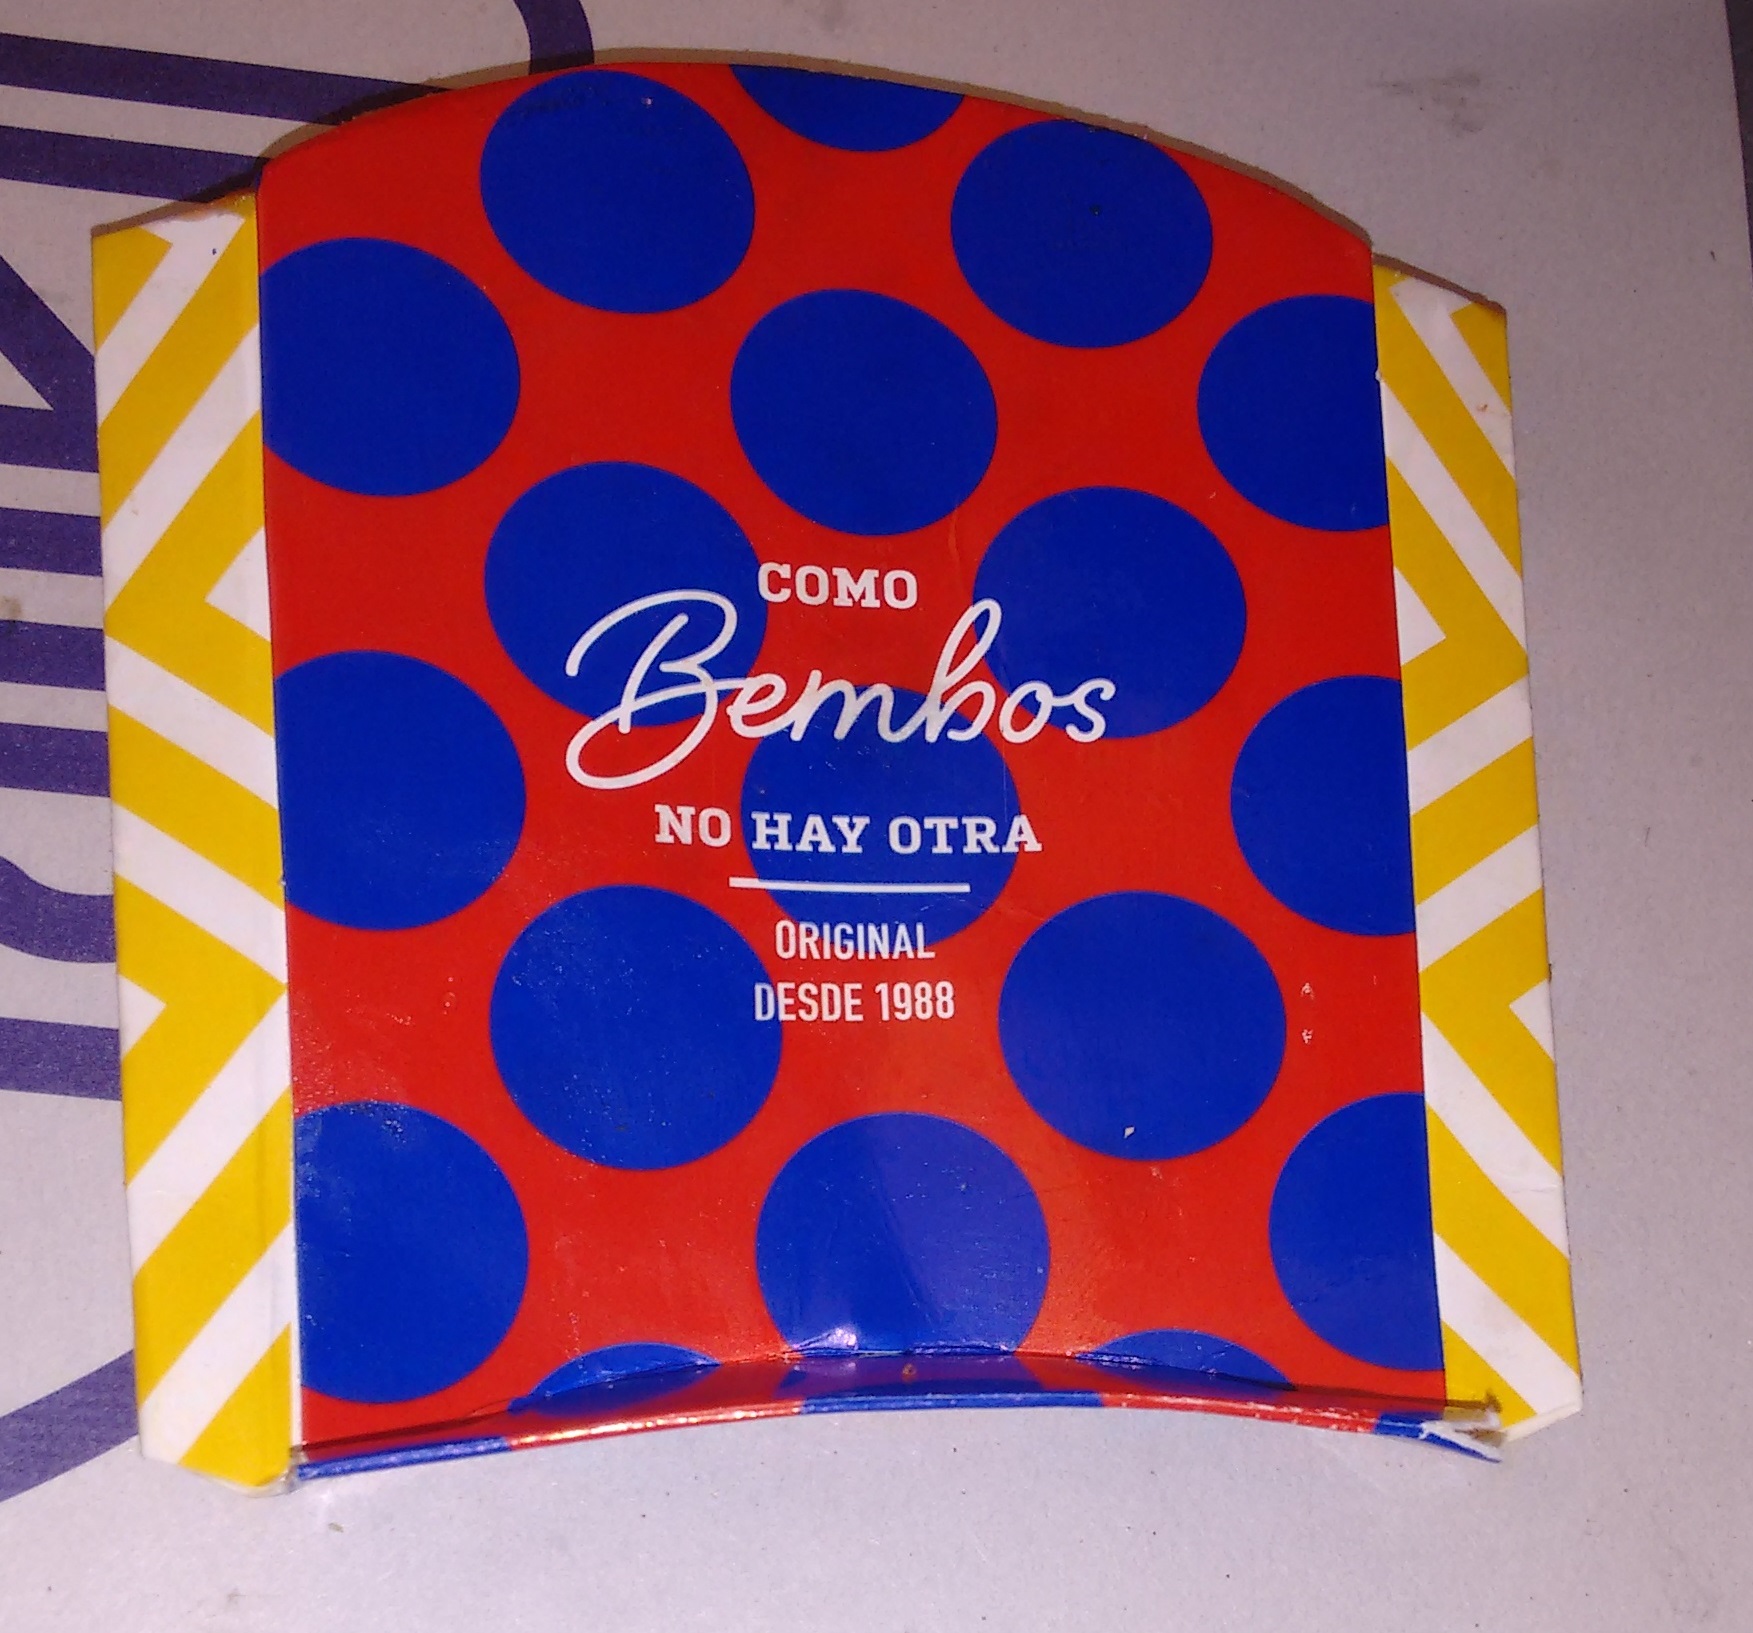 COMO
Bembos
NO HAY OTRA
ORIGINAL
DESDE 1988